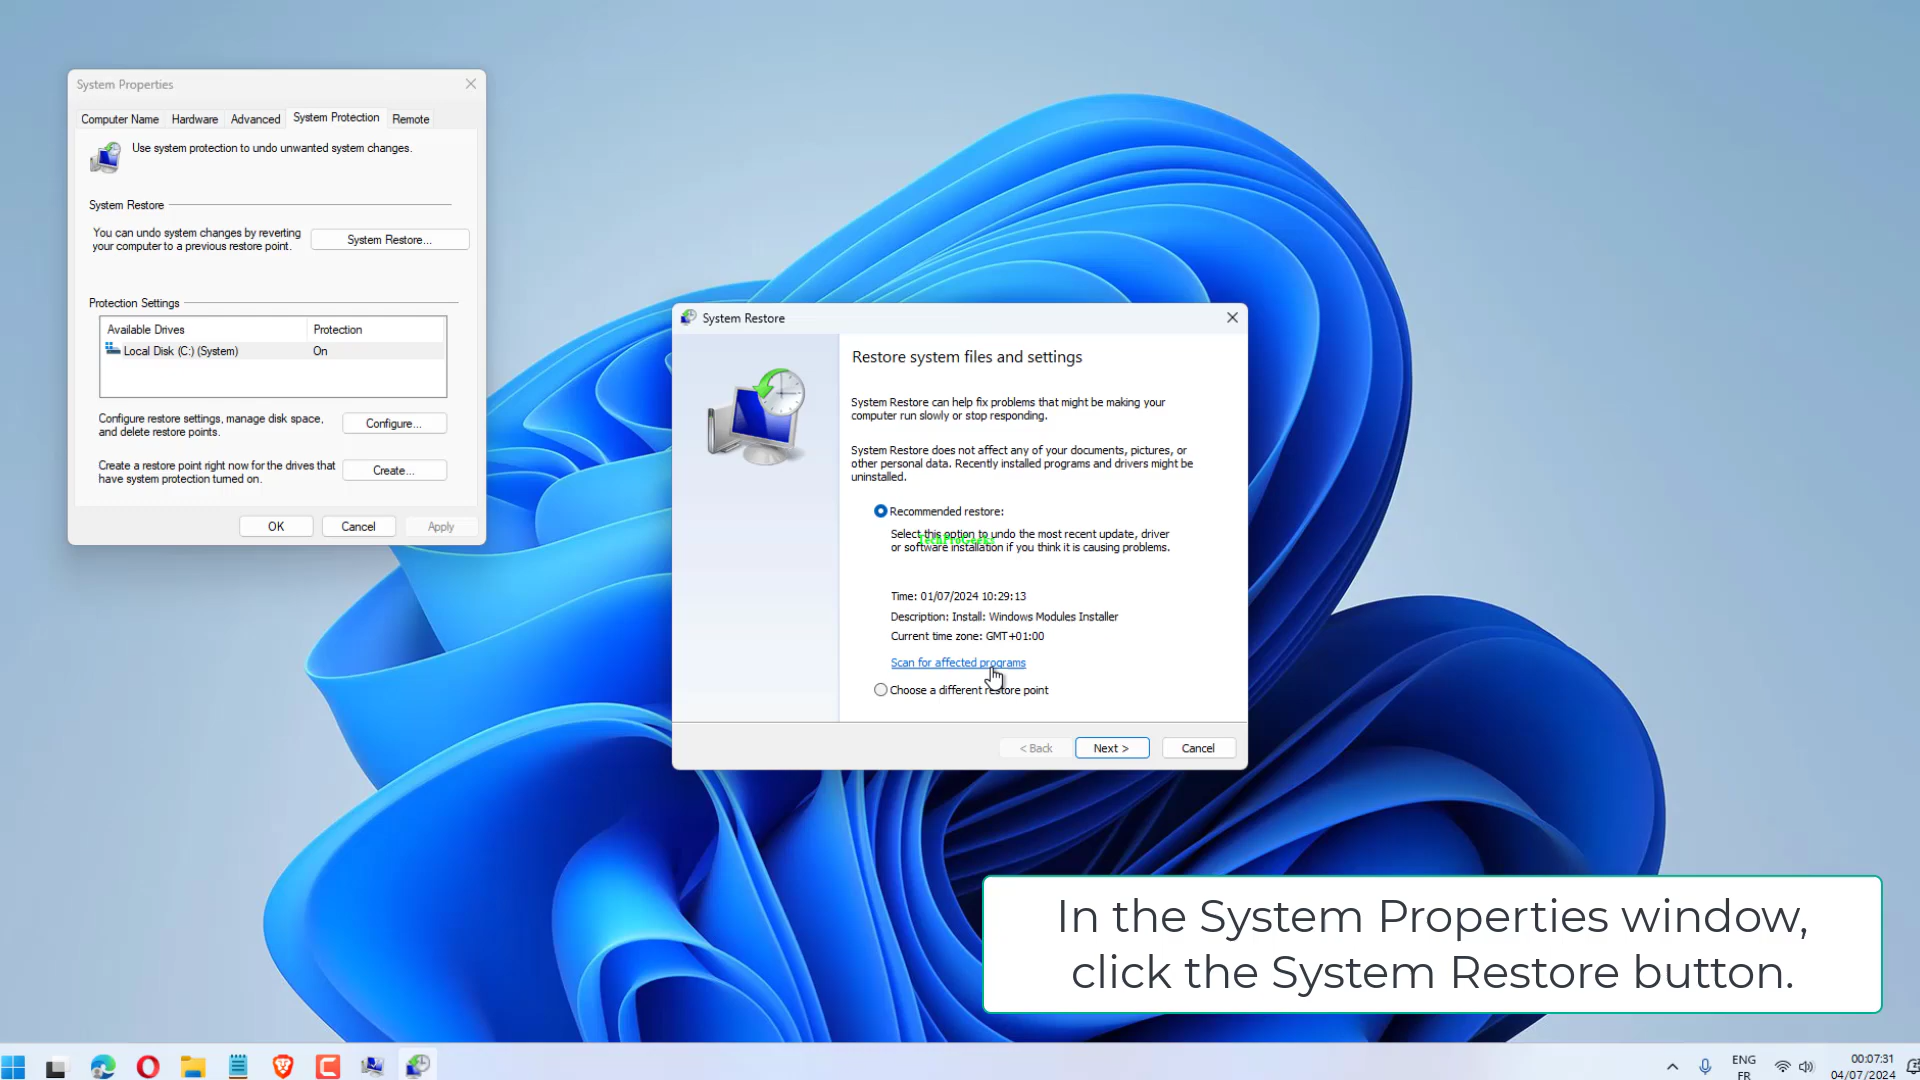 System Properties
Computer Name
Hardware
Advanced
System Protection
Remote
Use system protection to undo unwanted system changes.
System Restore
You can undo system changes by reverting
your computer to a previous restore point.
System Restore...
Protection Settings
Available Drives
Protection
Local Disk (C:) (System)
On
Configure restore settings, manage disk space,
and delete restore points.
Configure...
Create a restore point right now for the drives that
have system protection turned on.
Create...
OK
Cancel
Apply
System Restore
Restore system files and settings
System Restore can help fix problems that might be making your
computer run slowly or stop responding.
System Restore does not affect any of your documents, pictures, or
other personal data. Recently installed programs and drivers might be
uninstalled.
Recommended restore:
Select this option to undo the most recent update, driver
TechProGeeks
or software installation if you think it is causing problems.
Time: 01/07/2024 10:29:13
Description: Install: Windows Modules Installer
Current time zone: GMT+01:00
Scan for affected programs
Choose a different restore point
< Back
Next >
Cancel
In the System Properties window,
click the System Restore button.
ENG
FR
00:07:31
04/07/2024